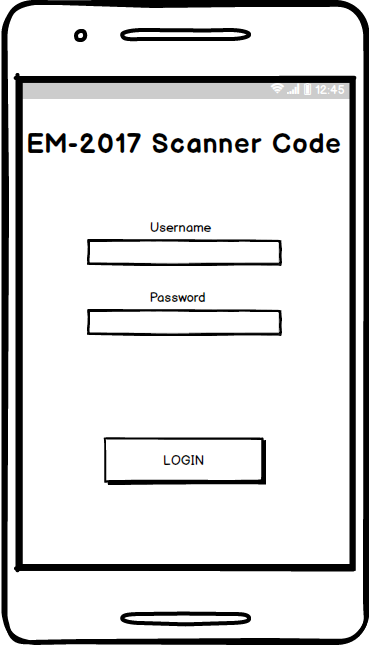 12:45
EM-2017 Scanner Code
Username
Password
LOGIN